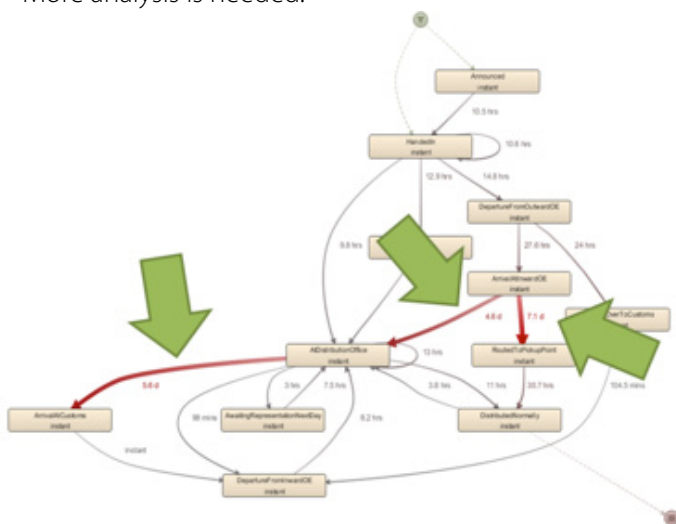 More analysis is needed.
Announced
instant
10.5 hrs
HandedIn
instant
10.6 hrs
12.9 hrs
14.8 hrs
DepartureFromOutwardOE
instant
9.8 hrs
27.6 hrs
24 hrs
ArrivalAtInwardOE
instant
4.6 d
7.1 d
ToCustoms
AtDistributionOffice
instant
13 hrs
RoutedToPickupPoint
instant
5.6 d
3 hrs
7.5 hrs
3.8 hrs
11 hrs
30.7 hrs
104.5 mins
ArrivalAtCustoms
instant
98 mins
AwaitingRepresentationNextDay
instant
9.2 hrs
DistributedNormally
instant
instant
DepartureFromInwardOE
instant